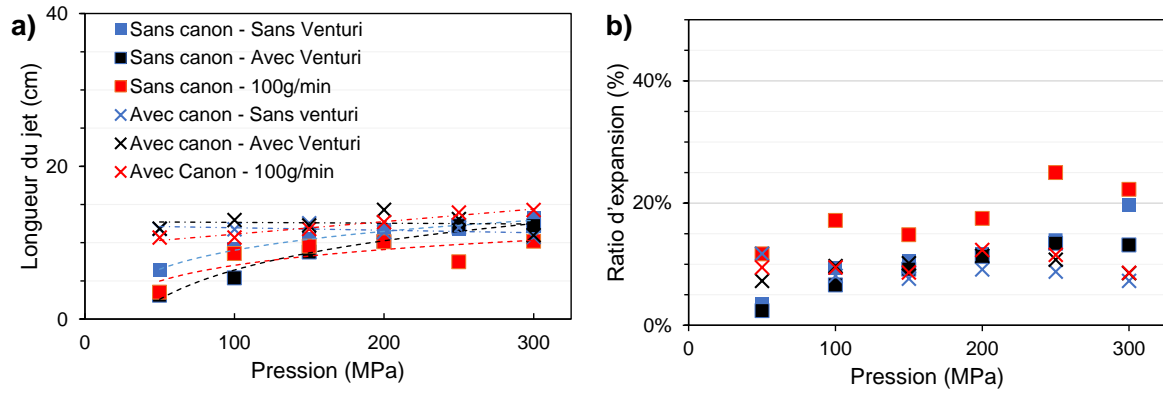 a)
Longueur du jet (cm)
40
20
0
Sans canon - Sans Venturi
Sans canon - Avec Venturi
Sans canon - 100g/min
Avec canon - Sans venturi
Avec canon - Avec Venturi
Avec Canon - 100g/min
0 100 200 300
Pression (MPa)
b)
Ratio d'expansion (%)
40%
20%
0%
0 100 200 300
Pression (MPa)